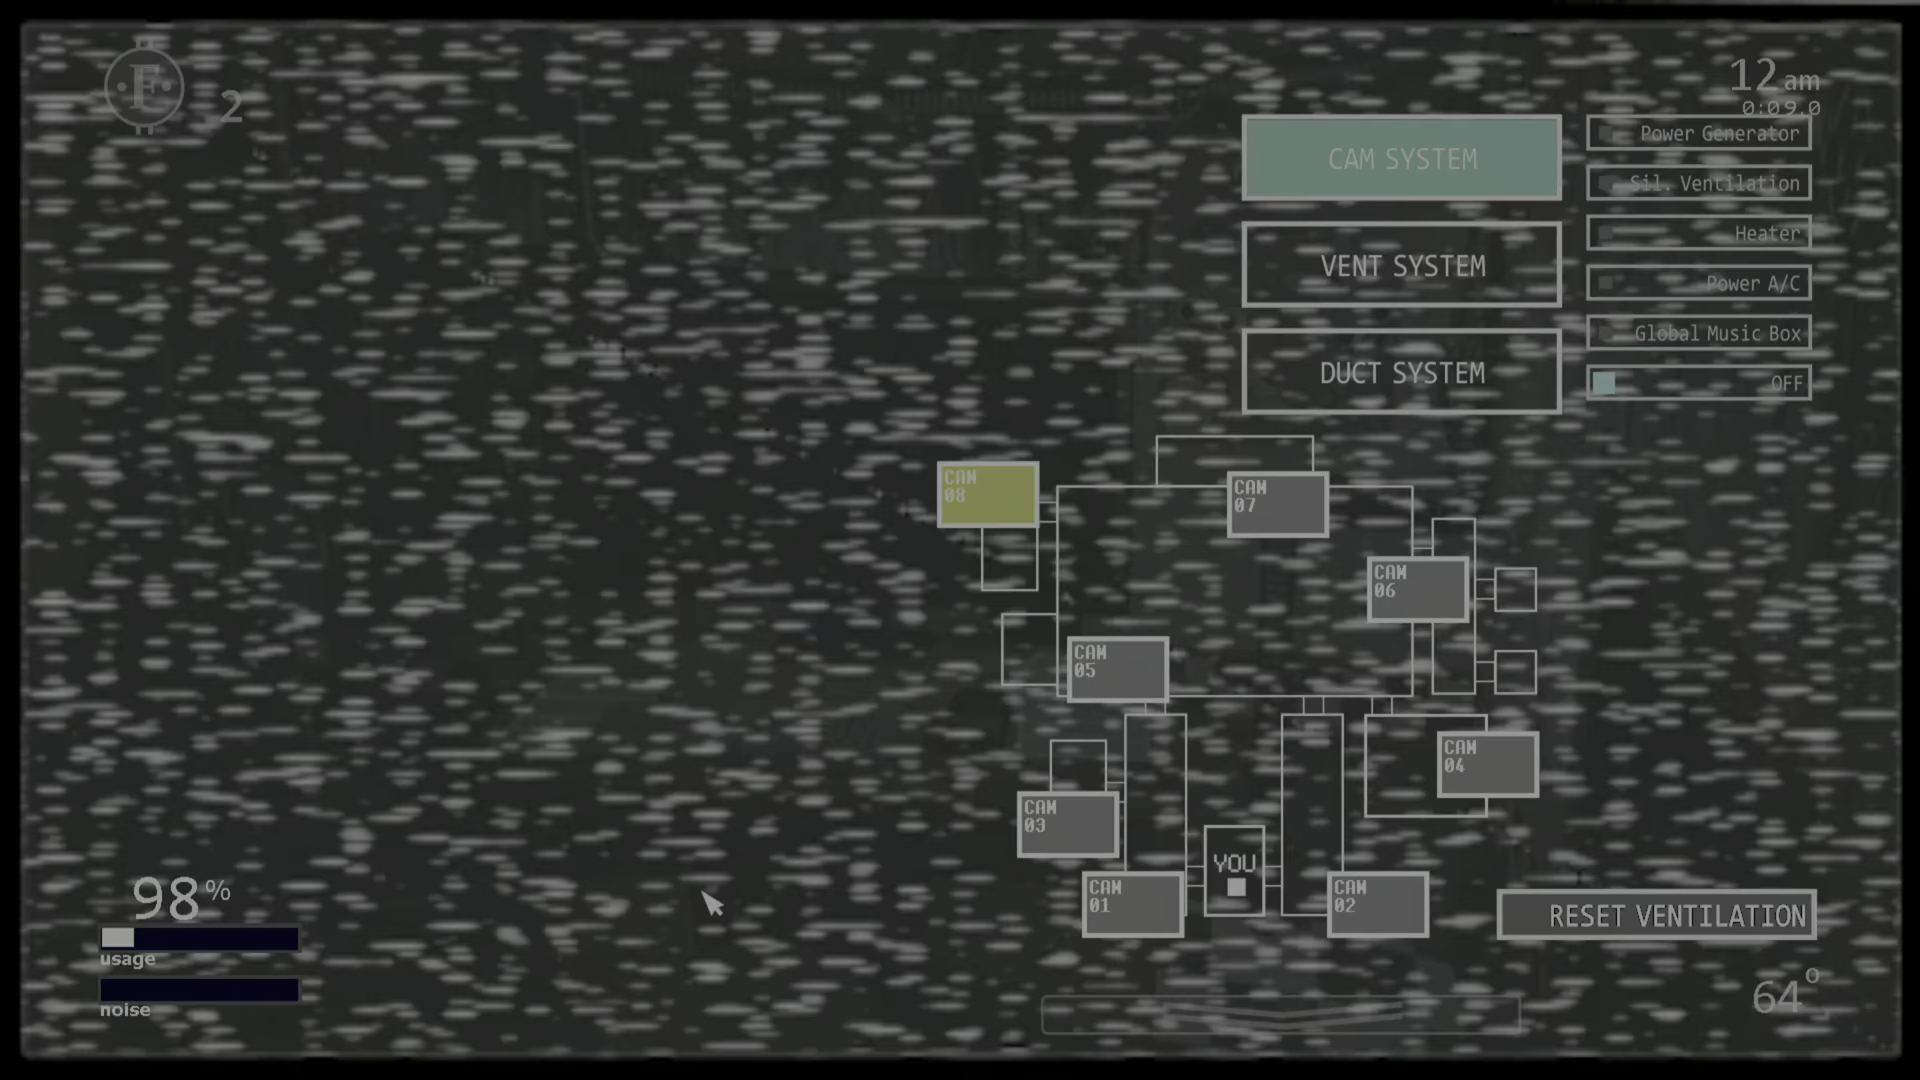 F
2
12 am
0:09.0
CAM SYSTEM
VENT SYSTEM
DUCT SYSTEM
Power Generator
Sil. Ventilation
Heater
Power A/C
Global Music Box
OFF
CAM
08
CAM
07
CAM
06
CAM
05
CAM
04
CAM
03
YOU
CAM
01
CAM
02
98%
usage
noise
RESET VENTILATION
64°